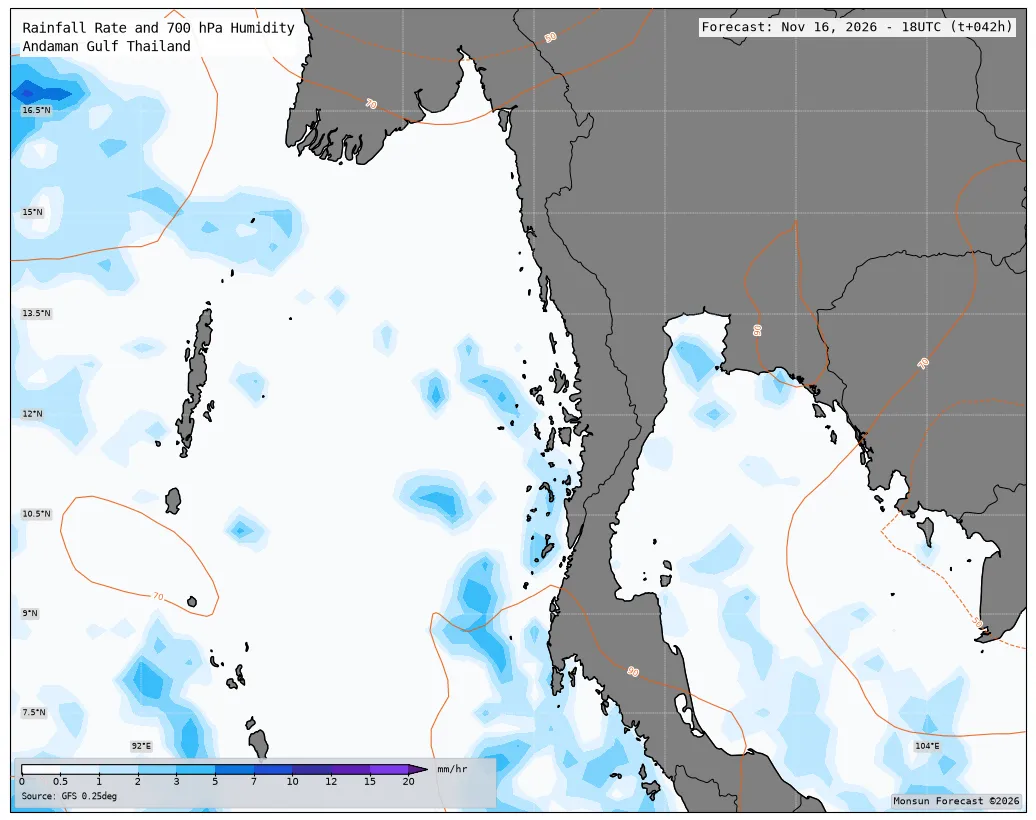 Rainfall Rate and 700 hPa Humidity
Andaman Gulf Thailand
Forecast: Nov 16, 2026 - 18UTC (t+042h)
50
70
16.5°N
15°N
13.5°N
90
70
12°N
10.5°N
70
9°N
50
90
7.5°N
92°E
104°E
0 0.5 1 2 3 5 7 10 12 15 20 mm/hr
Source: GFS 0.25deg
Monsun Forecast ©2026